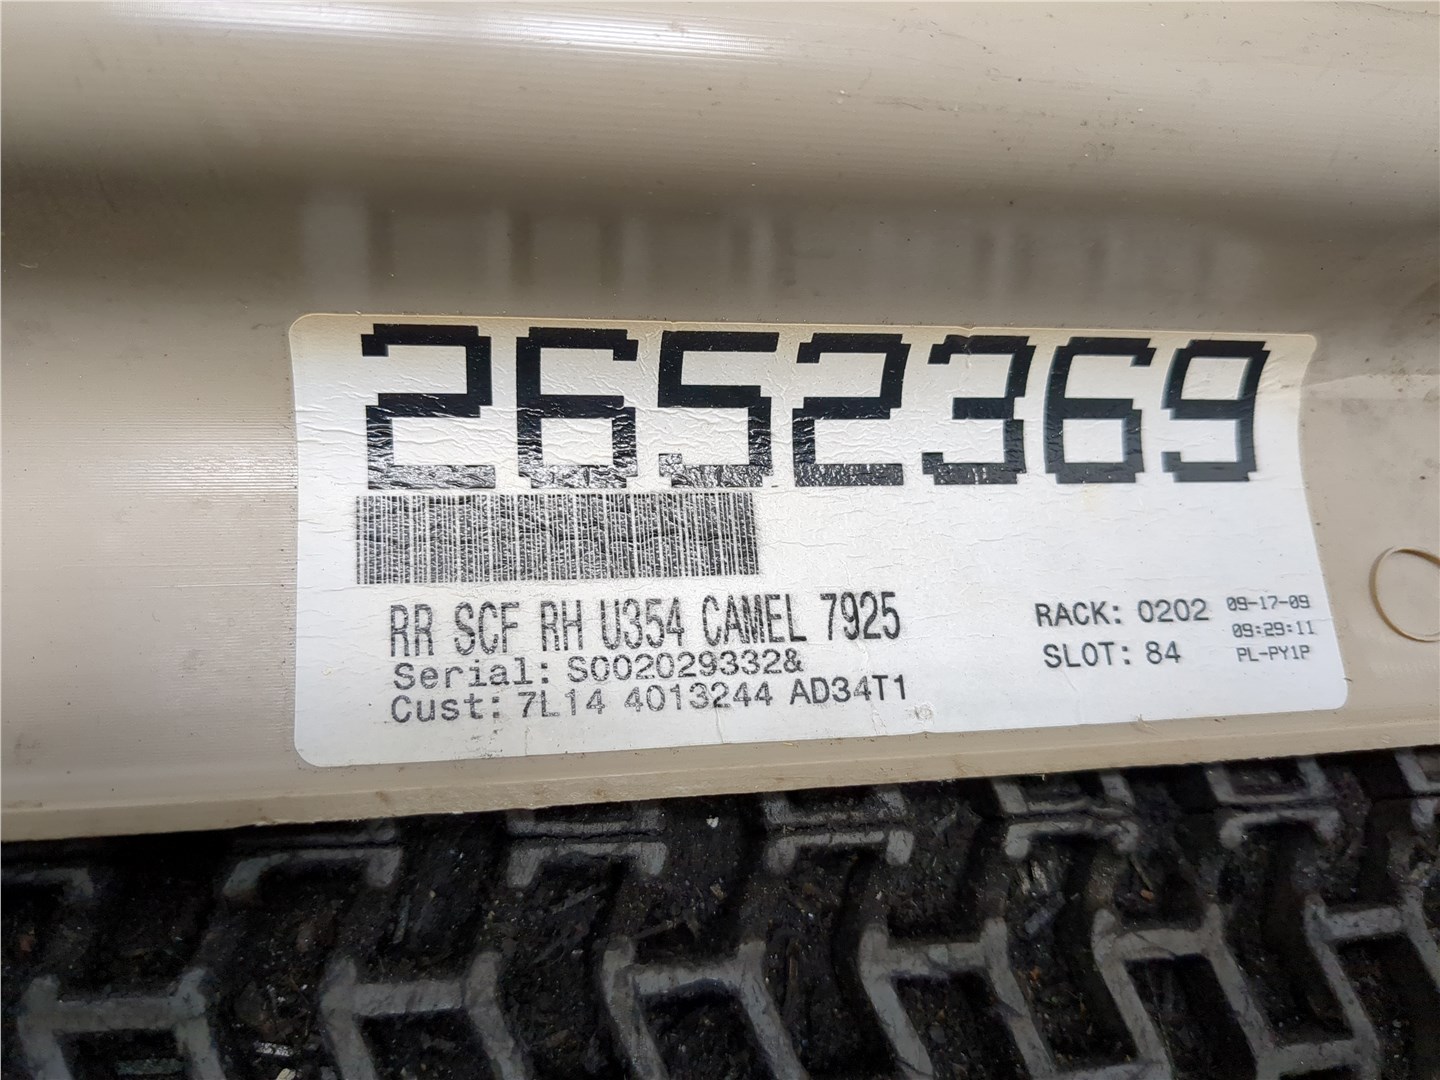 2652369
RR SCF RH U354 CAMEL 7925
Serial: S002029332&
Cust: 7L14 4013244 AD34T1
RACK: 0202
SLOT: 84
09-17-09
09:29:11
PL-PY1P